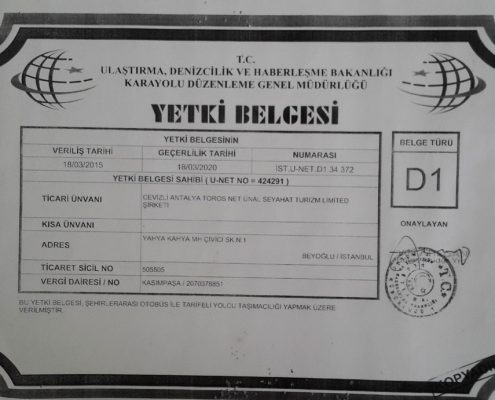 T.C.
ULAŞTIRMA, DENİZCİLİK VE HABERLEŞME BAKANLIĞI
KARAYOLU DÜZENLEME GENEL MÜDÜRLÜĞÜ
YETKİ BELGESİ
YETKİ BELGESİNİN
VERİLİŞ TARİHİ GEÇERLİLİK TARİHİ NUMARASI
18/03/2015 18/03/2020 İST.U-NET.D1.34.372
YETKİ BELGESİ SAHİBİ ( U-NET NO = 424291 )
TİCARİ ÜNVANI CEVİZLİ ANTALYA TOROS NET ÜNAL SEYAHAT TURİZM LİMİTED
ŞİRKETİ
KISA ÜNVANI -
ADRES YAHYA KAHYA MH.ÇİVİCİ SK.N:1
BEYOĞLU / İSTANBUL
TİCARET SİCİL NO 505505
VERGİ DAİRESİ / NO KASIMPAŞA / 2070378851
BU YETKİ BELGESİ, ŞEHİRLERARASI OTOBÜS İLE TARİFELİ YOLCU TAŞIMACILIĞI YAPMAK ÜZERE
VERİLMİŞTİR.
BELGE TÜRÜ
D1
ONAYLAYAN
T.C.